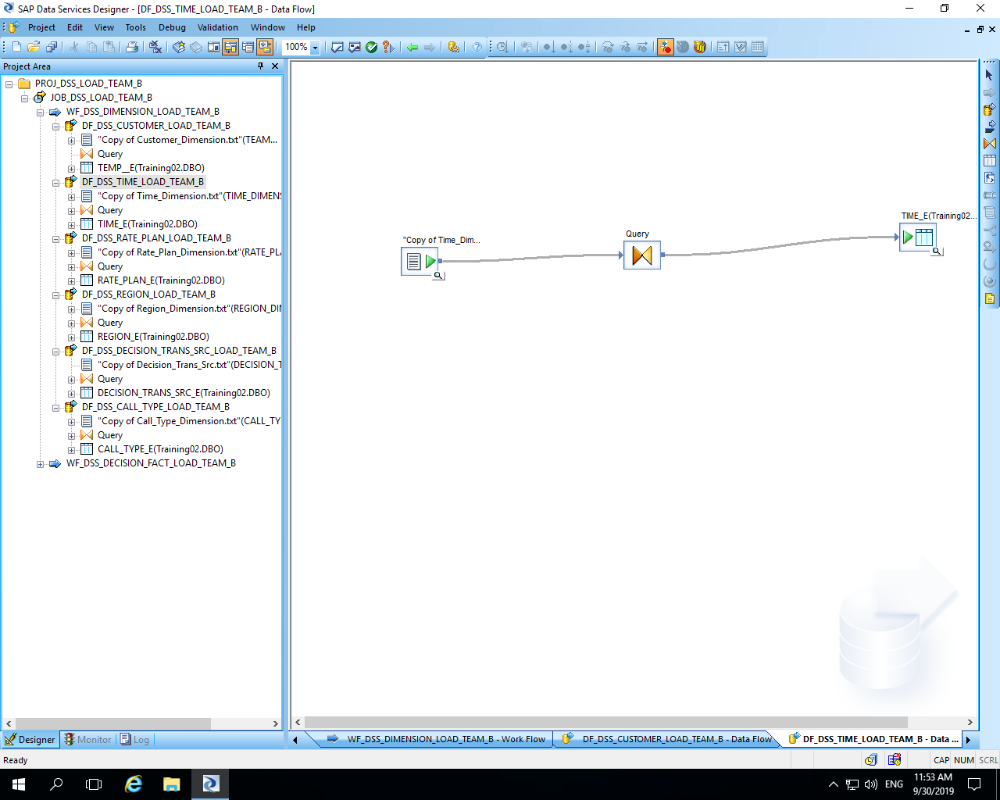 SAP Data Services Designer - [DF_DSS_TIME_LOAD_TEAM_B - Data Flow]
Project Edit View Tools Debug Validation Window Help
100%
Project Area
PROJ_DSS_LOAD_TEAM_B
JOB_DSS_LOAD_TEAM_B
WF_DSS_DIMENSION_LOAD_TEAM_B
DF_DSS_CUSTOMER_LOAD_TEAM_B
"Copy of Customer_Dimension.txt"(TEAM...
Query
TEMP__E(Training02.DBO)
DF_DSS_TIME_LOAD_TEAM_B
"Copy of Time_Dimension.txt"(TIME_DIMENS
Query
TIME_E(Training02.DBO)
DF_DSS_RATE_PLAN_LOAD_TEAM_B
"Copy of Rate_Plan_Dimension.txt"(RATE_PLA
Query
RATE_PLAN_E(Training02.DBO)
DF_DSS_REGION_LOAD_TEAM_B
"Copy of Region_Dimension.txt"(REGION_DIM
Query
REGION_E(Training02.DBO)
DF_DSS_DECISION_TRANS_SRC_LOAD_TEAM_B
"Copy of Decision_Trans_Src.txt"(DECISION_T
Query
DECISION_TRANS_SRC_E(Training02.DBO)
DF_DSS_CALL_TYPE_LOAD_TEAM_B
"Copy of Call_Type_Dimension.txt"(CALL_TY
Query
CALL_TYPE_E(Training02.DBO)
WF_DSS_DECISION_FACT_LOAD_TEAM_B
"Copy of Time_Dim...
Query
TIME_E(Training02...
Designer Monitor Log
WF_DSS_DIMENSION_LOAD_TEAM_B - Work Flow
DF_DSS_CUSTOMER_LOAD_TEAM_B - Data Flow
DF_DSS_TIME_LOAD_TEAM_B - Data ...
Ready
CAP NUM SCRL
ENG
11:53 AM
9/30/2019